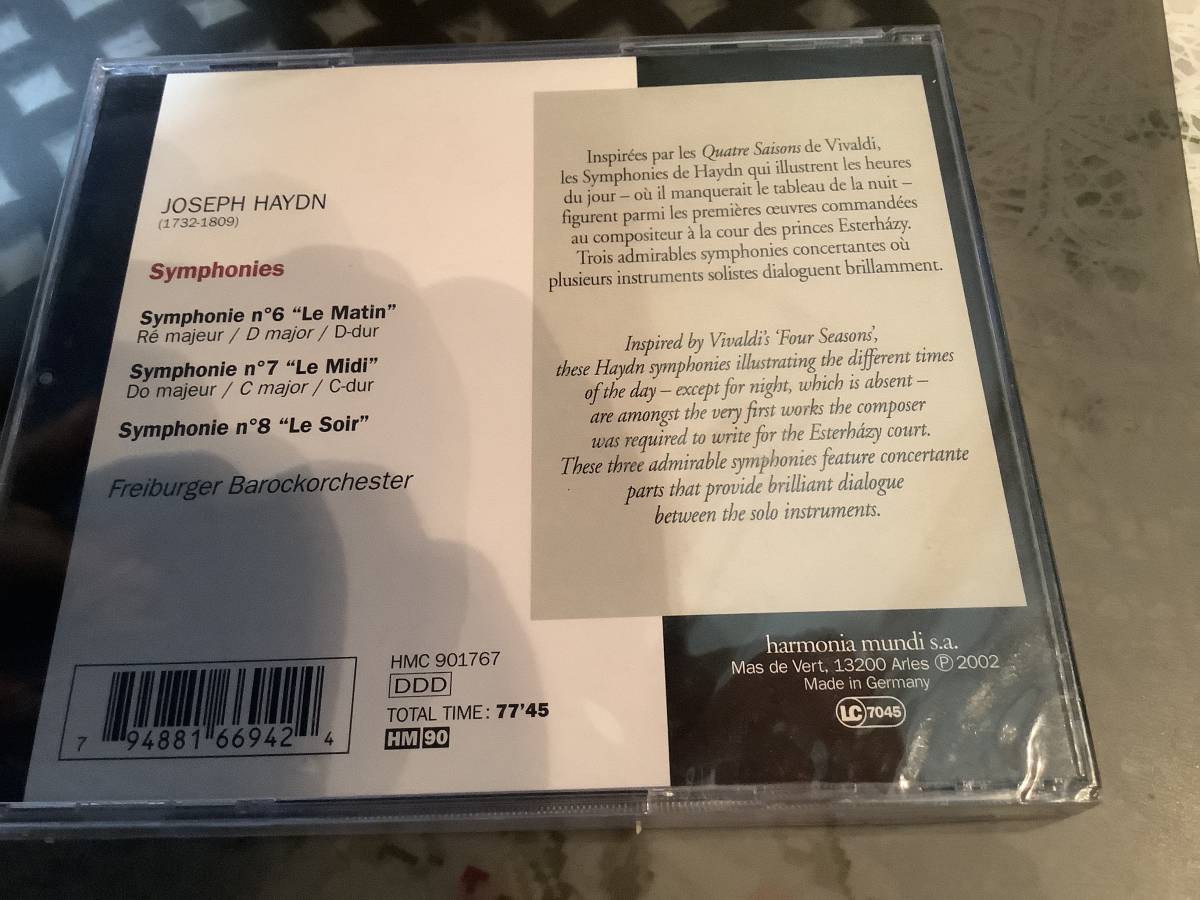 JOSEPH HAYDN
(1732-1809)
Symphonies
Symphonie n°6 “Le Matin”
Ré majeur / D major / D-dur
Symphonie n°7 “Le Midi”
Do majeur / C major / C-dur
Symphonie n°8 “Le Soir”
Freiburger Barockorchester
Inspirées par les Quatre Saisons de Vivaldi,
les Symphonies de Haydn qui illustrent les heures
du jour – où il manquerait le tableau de la nuit –
figurent parmi les premières œuvres commandées
au compositeur à la cour des princes Esterházy.
Trois admirables symphonies concertantes où
plusieurs instruments solistes dialoguent brillamment.
Inspired by Vivaldi’s ‘Four Seasons’,
these Haydn symphonies illustrating the different times
of the day – except for night, which is absent –
are amongst the very first works the composer
was required to write for the Esterházy court.
These three admirable symphonies feature concertante
parts that provide brilliant dialogue
between the solo instruments.
7 94881 66942 4
HMC 901767
DDD
TOTAL TIME: 77’45
HM 90
harmonia mundi s.a.
Mas de Vert, 13200 Arles ℗ 2002
Made in Germany
LC 7045